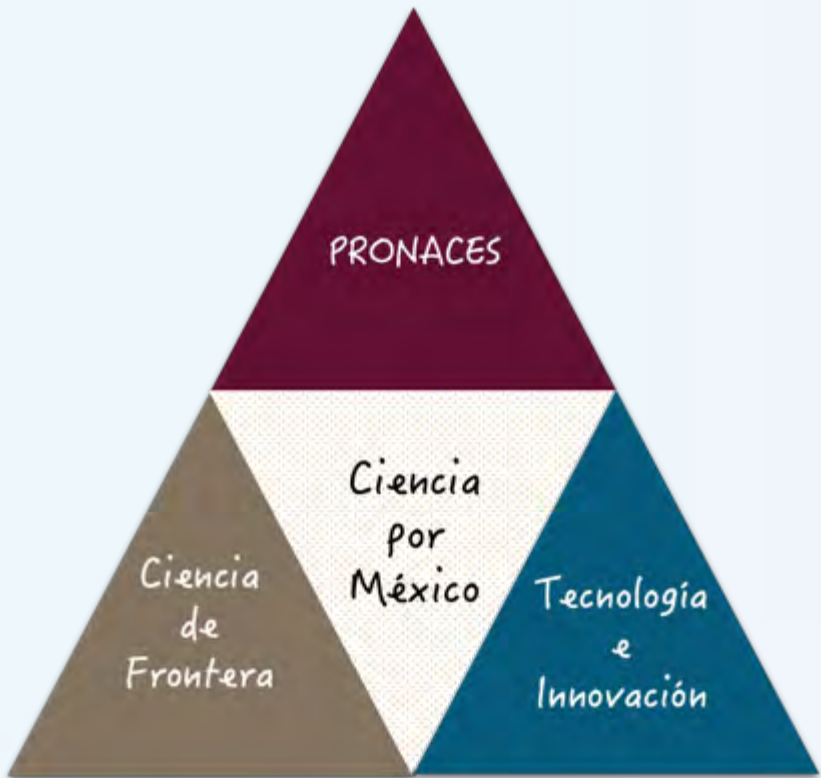 PRONACES
Ciencia
por
México
Ciencia
de
Frontera
Tecnología
e
Innovación